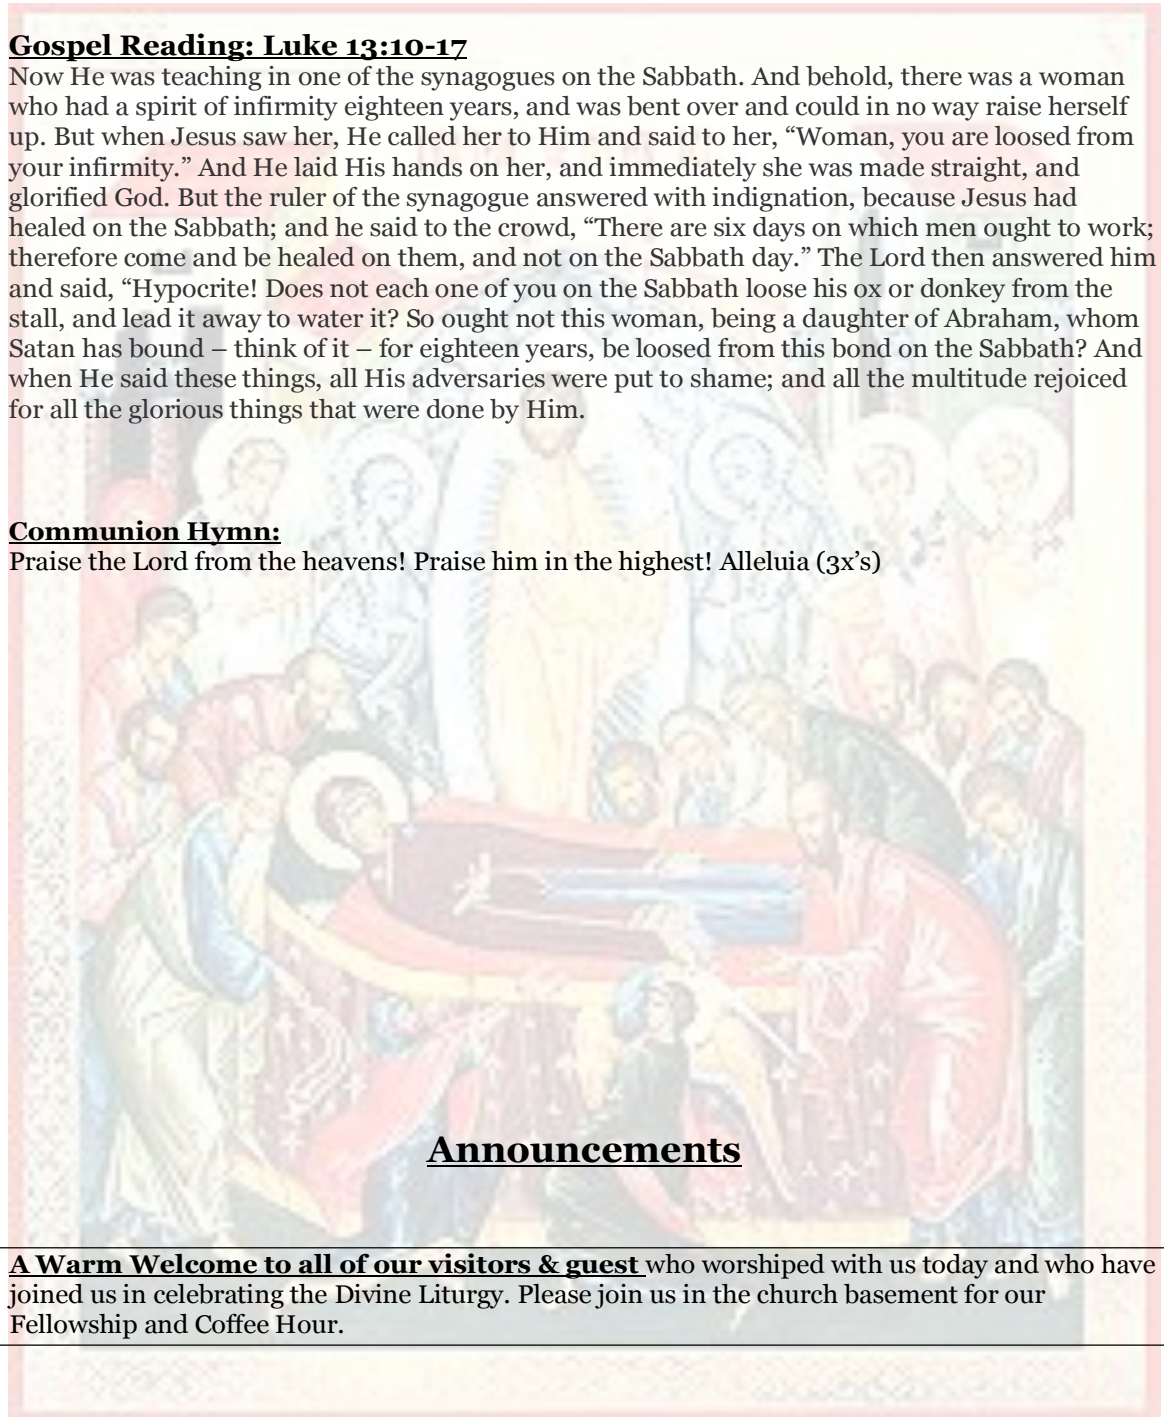 Gospel Reading: Luke 13:10-17
Now He was teaching in one of the synagogues on the Sabbath. And behold, there was a woman
who had a spirit of infirmity eighteen years, and was bent over and could in no way raise herself
up. But when Jesus saw her, He called her to Him and said to her, “Woman, you are loosed from
your infirmity.” And He laid His hands on her, and immediately she was made straight, and
glorified God. But the ruler of the synagogue answered with indignation, because Jesus had
healed on the Sabbath; and he said to the crowd, “There are six days on which men ought to work;
therefore come and be healed on them, and not on the Sabbath day.” The Lord then answered him
and said, “Hypocrite! Does not each one of you on the Sabbath loose his ox or donkey from the
stall, and lead it away to water it? So ought not this woman, being a daughter of Abraham, whom
Satan has bound – think of it – for eighteen years, be loosed from this bond on the Sabbath? And
when He said these things, all His adversaries were put to shame; and all the multitude rejoiced
for all the glorious things that were done by Him.
Communion Hymn:
Praise the Lord from the heavens! Praise him in the highest! Alleluia (3x’s)
Announcements
A Warm Welcome to all of our visitors & guest who worshiped with us today and who have
joined us in celebrating the Divine Liturgy. Please join us in the church basement for our
Fellowship and Coffee Hour.